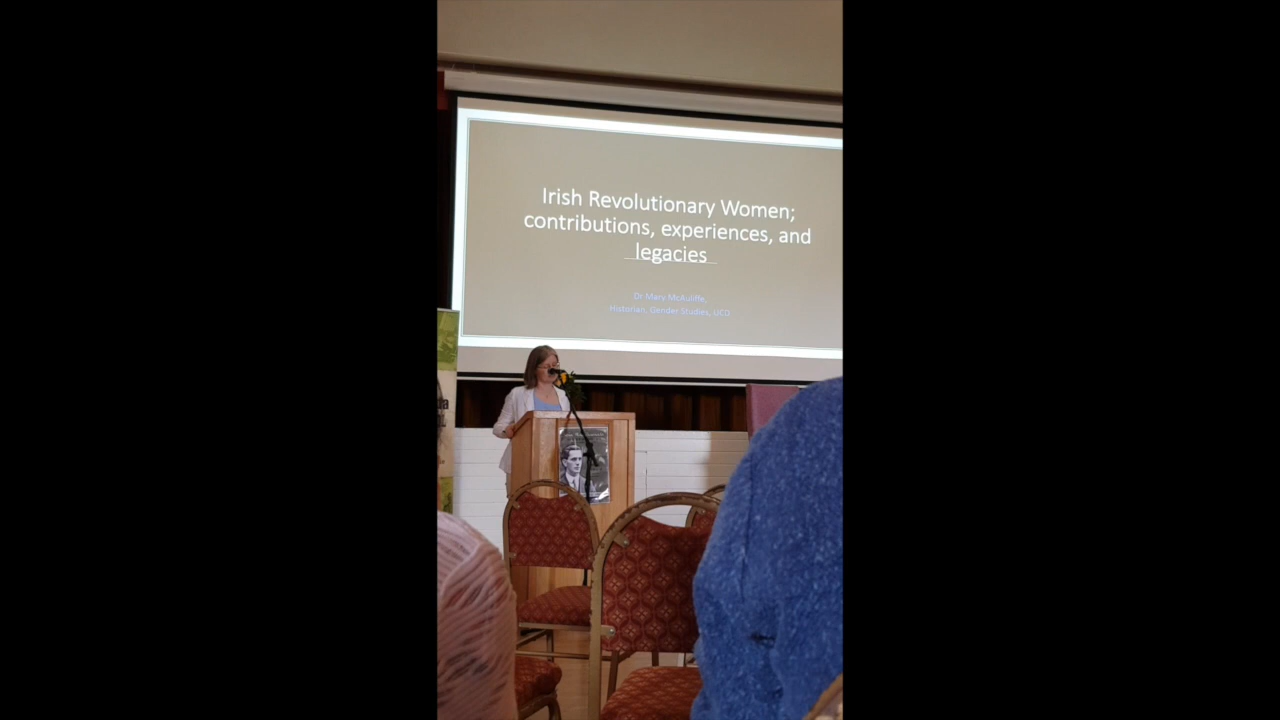 Irish Revolutionary Women;
contributions, experiences, and
legacies
Dr Mary McAuliffe,
Historian, Gender Studies, UCD